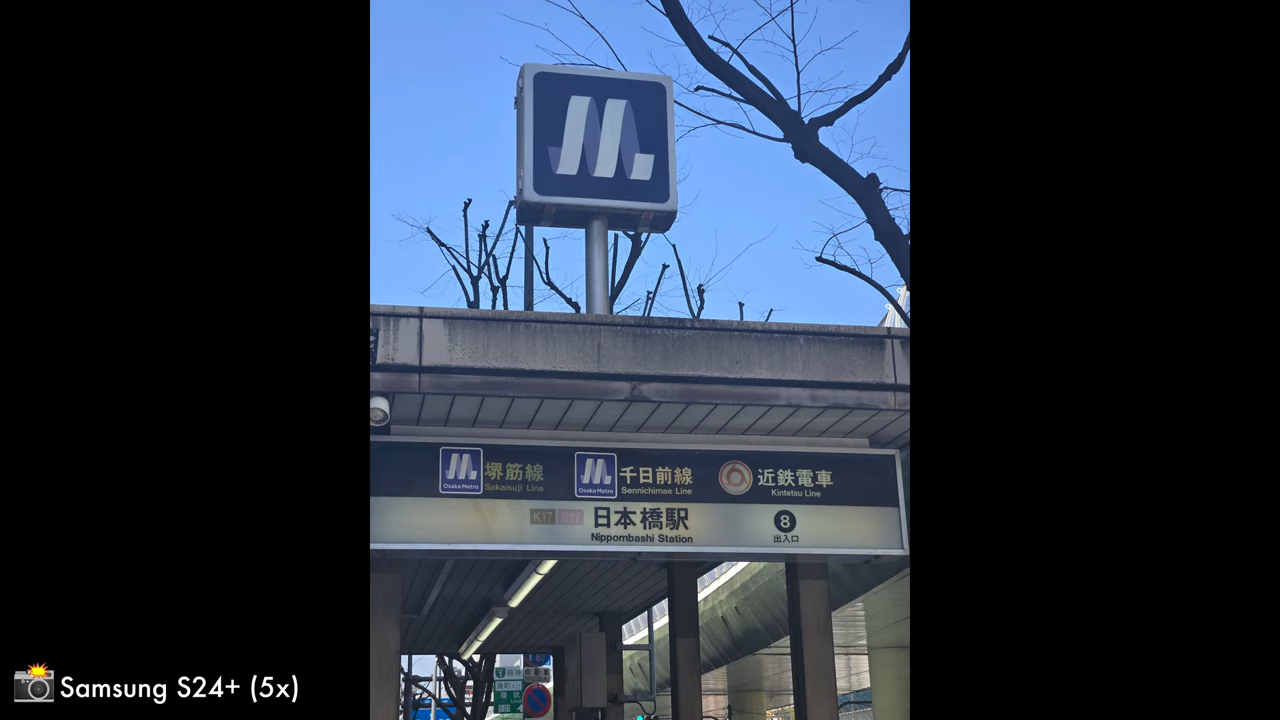 堺筋線
Sakaisuji Line
Osaka Metro
千日前線
Sennichimae Line
Osaka Metro
近鉄電車
Kintetsu Line
K17 S17 日本橋駅
Nippombashi Station
8
出入口
Samsung S24+ (5x)